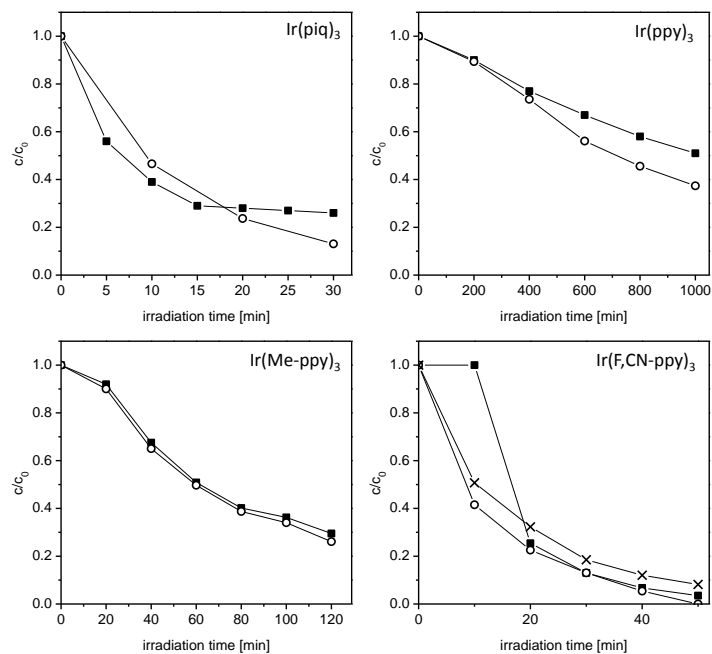 Ir(piq)3
1.0
0.8
0.6
0.4
0.2
0.0
c/c0
0 5 10 15 20 25 30
irradiation time [min]
Ir(ppy)3
1.0
0.8
0.6
0.4
0.2
0.0
c/c0
0 200 400 600 800 1000
irradiation time [min]
Ir(Me-ppy)3
1.0
0.8
0.6
0.4
0.2
0.0
c/c0
0 20 40 60 80 100 120
irradiation time [min]
Ir(F,CN-ppy)3
1.0
0.8
0.6
0.4
0.2
0.0
c/c0
0 20 40
irradiation time [min]